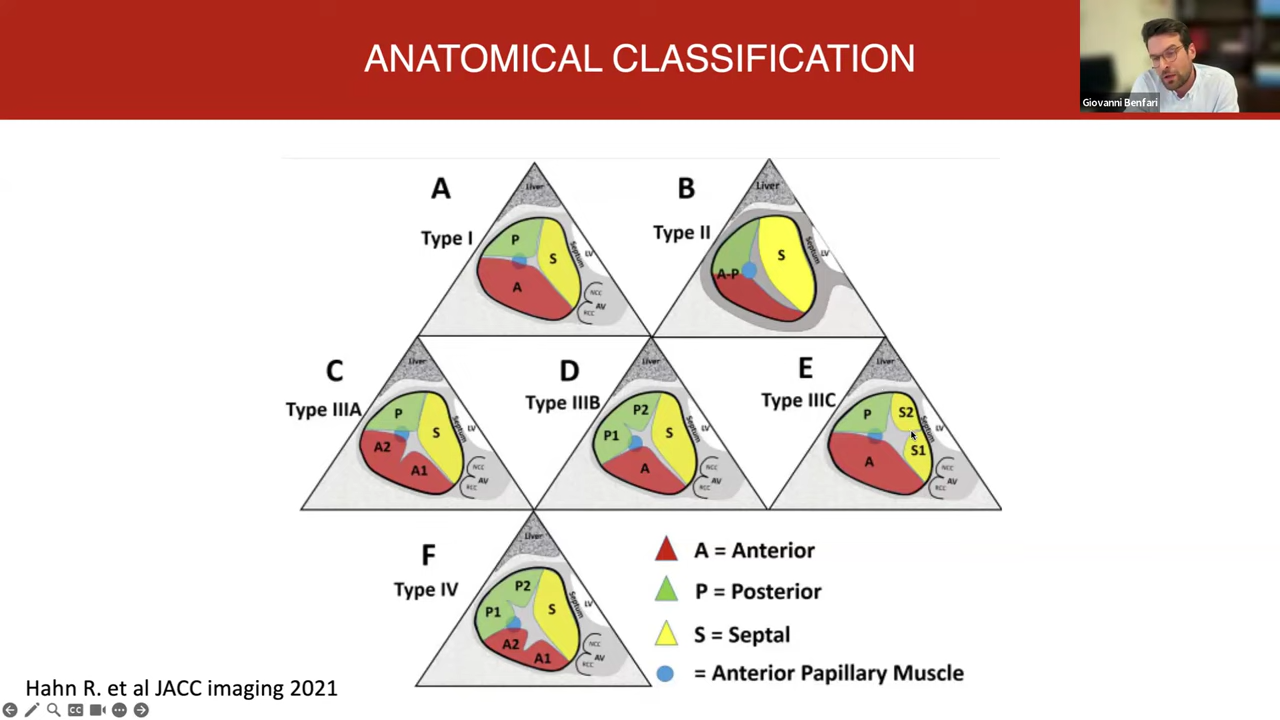 ANATOMICAL CLASSIFICATION
Giovanni Benfari
A
Type I
Liver
P
S
A
Septum
LV
NCC
AV
RCC
B
Type II
Liver
A-P
S
Septum
LV
C
Type IIIA
Liver
P
S
A2
A1
Septum
LV
NCC
AV
RCC
D
Type IIIB
Liver
P2
P1
S
A
Septum
LV
NCC
AV
RCC
E
Type IIIC
Liver
P
S2
S1
A
Septum
LV
NCC
AV
RCC
F
Type IV
Liver
P2
P1
S
A2
A1
Septum
LV
NCC
AV
RCC
A = Anterior
P = Posterior
S = Septal
= Anterior Papillary Muscle
Hahn R. et al JACC imaging 2021
CC